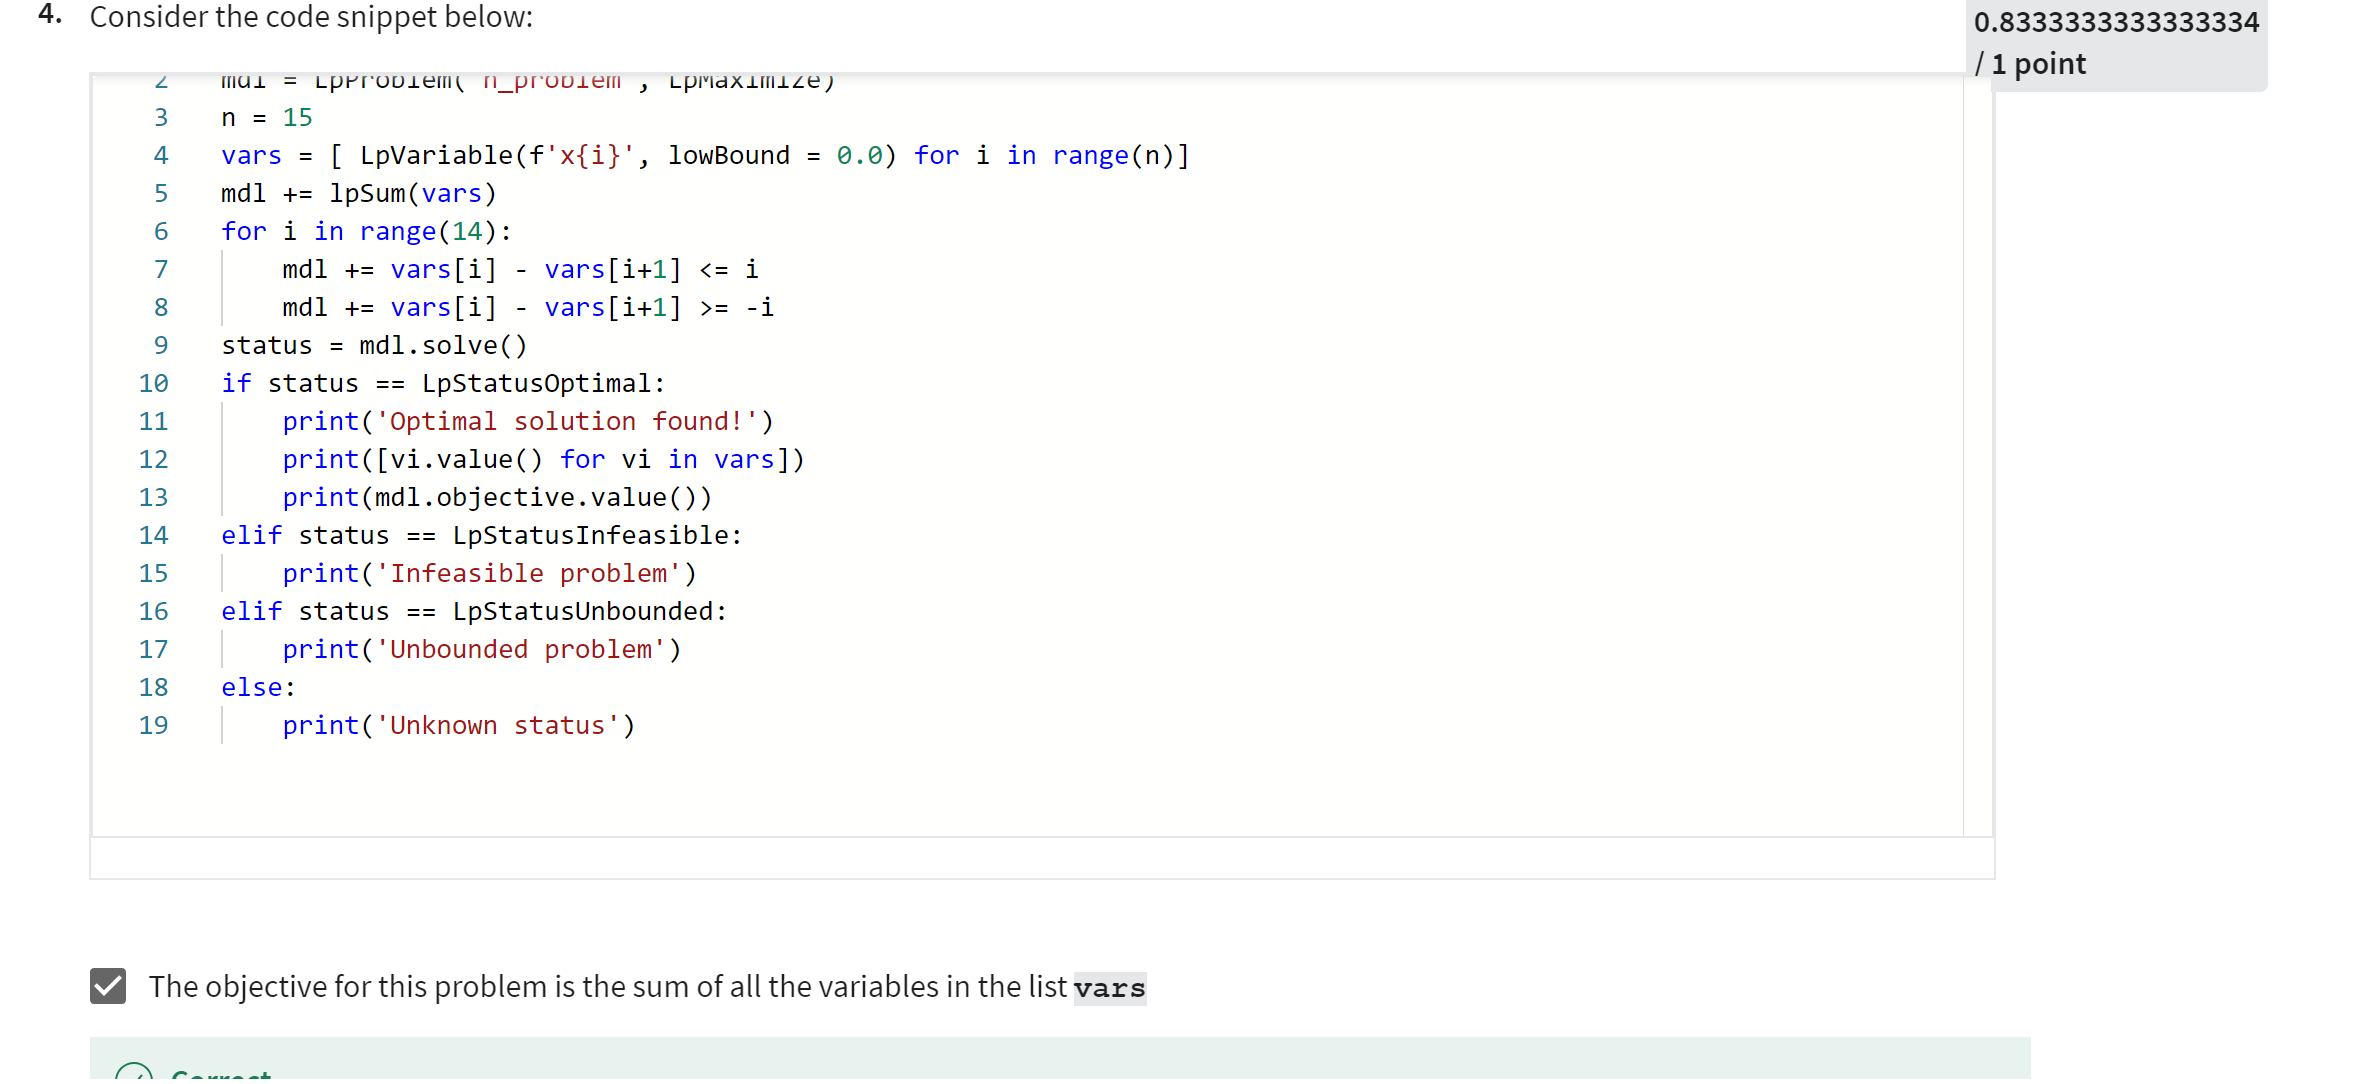 4. Consider the code snippet below:
0.8333333333333334
/ 1 point
2 mdl = LpProblem('n_problem', LpMaximize)
3 n = 15
4 vars = [ LpVariable(f'x{i}', lowBound = 0.0) for i in range(n)]
5 mdl += lpSum(vars)
6 for i in range(14):
7 mdl += vars[i] - vars[i+1] <= i
8 mdl += vars[i] - vars[i+1] >= -i
9 status = mdl.solve()
10 if status == LpStatusOptimal:
11 print('Optimal solution found!')
12 print([vi.value() for vi in vars])
13 print(mdl.objective.value())
14 elif status == LpStatusInfeasible:
15 print('Infeasible problem')
16 elif status == LpStatusUnbounded:
17 print('Unbounded problem')
18 else:
19 print('Unknown status')
The objective for this problem is the sum of all the variables in the list vars
Correct